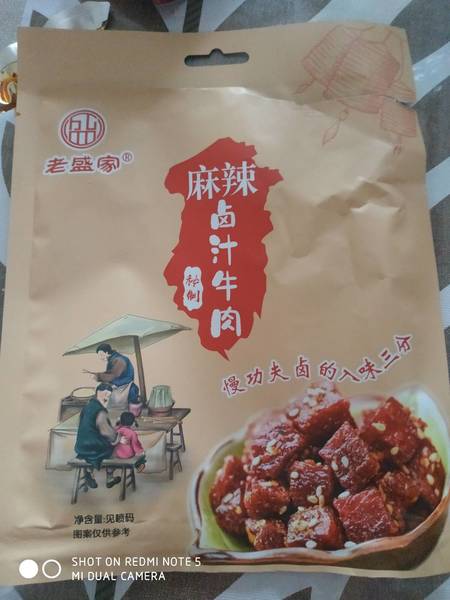 老盛家®
麻辣
卤汁牛肉
秘制
慢功夫卤的入味三分
净含量:见喷码
图案仅供参考
SHOT ON REDMI NOTE 5
MI DUAL CAMERA